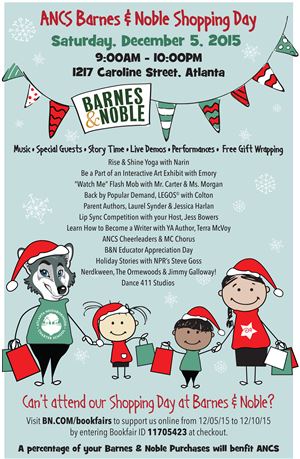 ANCS Barnes & Noble Shopping Day
Saturday, December 5, 2015
9:00AM - 10:00PM
1217 Caroline Street, Atlanta
BARNES
&NOBLE
Music • Special Guests • Story Time • Live Demos • Performances • Free Gift Wrapping
Rise & Shine Yoga with Narin
Be a Part of an Interactive Art Exhibit with Emory
"Watch Me" Flash Mob with Mr. Carter & Ms. Morgan
Back by Popular Demand, LEGOS® with Colton
Parent Authors, Laurel Synder & Jessica Harlan
Lip Sync Competition with your Host, Jess Bowers
Learn How to Become a Writer with YA Author, Terra McVoy
ANCS Cheerleaders & MC Chorus
B&N Educator Appreciation Day
Holiday Stories with NPR's Steve Goss
Nerdkween, The Ormewoods & Jimmy Galloway!
Dance 411 Studios
Can't attend our Shopping Day at Barnes & Noble?
Visit BN.COM/bookfairs to support us online from 12/05/15 to 12/10/15
by entering Bookfair ID 11705423 at checkout.
A percentage of your Barnes & Noble Purchases will benfit ANCS